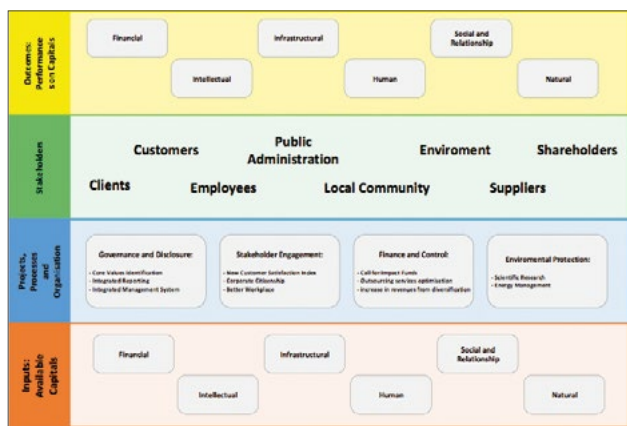 Outcomes:
Performance
son Capitals
Financial
Infrastructural
Social and
Relationship
Intellectual
Human
Natural
Stakeholders
Customers
Public
Administration
Enviroment
Shareholders
Clients
Employees
Local Community
Suppliers
Projects,
Processes
and
Organisation
Governance and Disclosure:
- Core Values Identification
- Integrated Reporting
- Integrated Management System
Stakeholder Engagement:
- New Customer Satisfaction Index
- Corporate Citizenship
- Better Workplace
Finance and Control:
- Call for Impact Funds
- Outsourcing services optimisation
- Increase in revenues from diversification
Enviromental Protection:
- Scientific Research
- Energy Management
Inputs:
Available
Capitals
Financial
Infrastructural
Social and
Relationship
Intellectual
Human
Natural